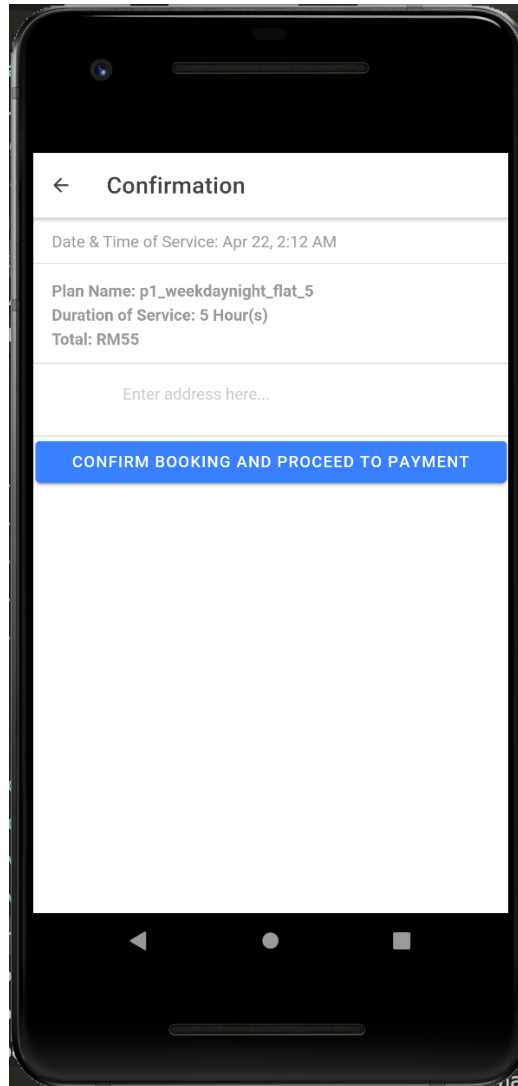 Confirmation
Date & Time of Service: Apr 22, 2:12 AM
Plan Name: p1_weekdaynight_flat_5
Duration of Service: 5 Hour(s)
Total: RM55
Enter address here...
CONFIRM BOOKING AND PROCEED TO PAYMENT